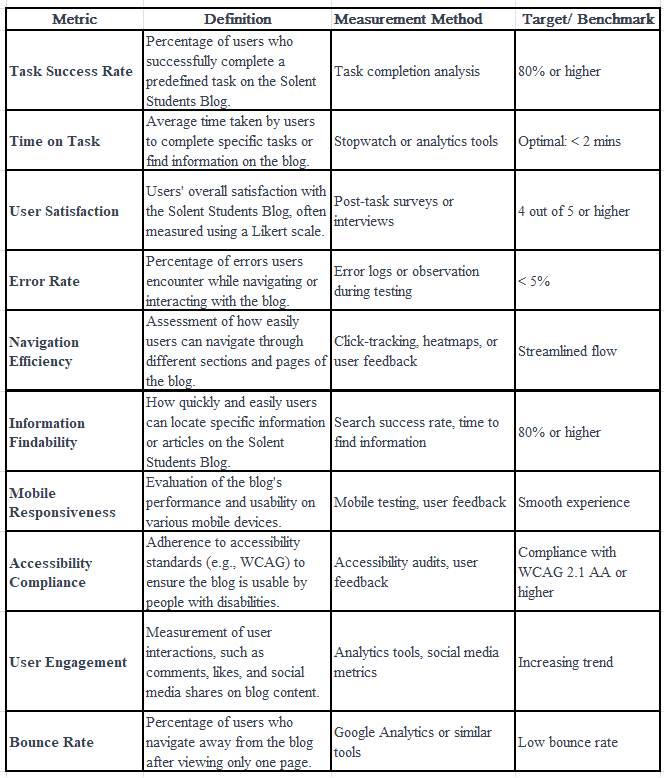 Metric Definition Measurement Method Target/ Benchmark
Task Success Rate
Percentage of users who
successfully complete a
predefined task on the Solent
Students Blog.
Task completion analysis
80% or higher
Time on Task
Average time taken by users
to complete specific tasks or
find information on the blog.
Stopwatch or analytics tools
Optimal: < 2 mins
User Satisfaction
Users' overall satisfaction with
the Solent Students Blog, often
measured using a Likert scale.
Post-task surveys or
interviews
4 out of 5 or higher
Error Rate
Percentage of errors users
encounter while navigating or
interacting with the blog.
Error logs or observation
during testing
< 5%
Navigation
Efficiency
Assessment of how easily
users can navigate through
different sections and pages of
the blog.
Click-tracking, heatmaps, or
user feedback
Streamlined flow
Information
Findability
How quickly and easily users
can locate specific information
or articles on the Solent
Students Blog.
Search success rate, time to
find information
80% or higher
Mobile
Responsiveness
Evaluation of the blog's
performance and usability on
various mobile devices.
Mobile testing, user feedback
Smooth experience
Accessibility
Compliance
Adherence to accessibility
standards (e.g., WCAG) to
ensure the blog is usable by
people with disabilities.
Accessibility audits, user
feedback
Compliance with
WCAG 2.1 AA or
higher
User Engagement
Measurement of user
interactions, such as
comments, likes, and social
media shares on blog content.
Analytics tools, social media
metrics
Increasing trend
Bounce Rate
Percentage of users who
navigate away from the blog
after viewing only one page.
Google Analytics or similar
tools
Low bounce rate